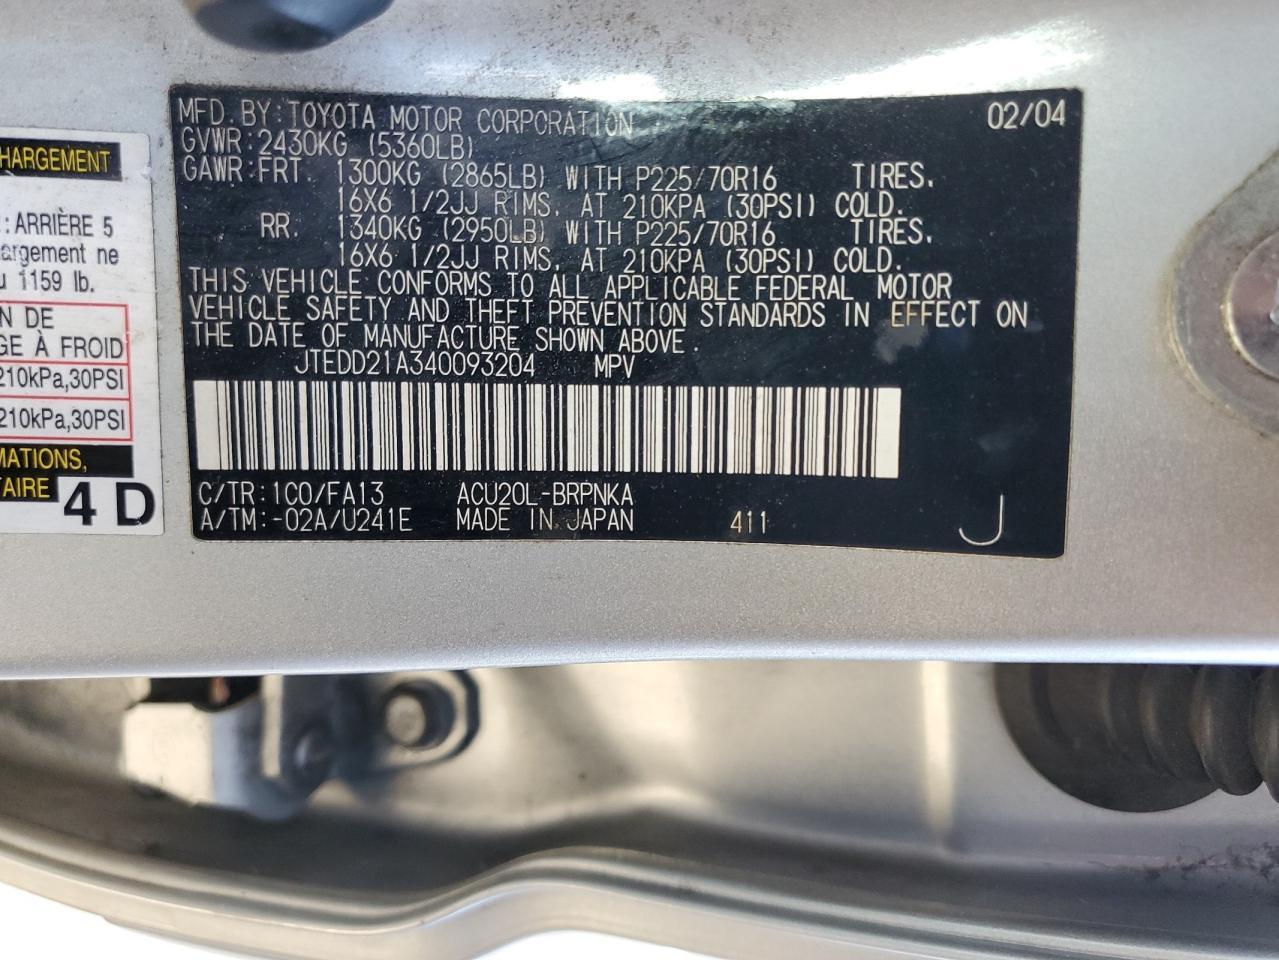 MFD. BY: TOYOTA MOTOR CORPORATION 02/04
GVWR: 2430KG (5360LB)
GAWR: FRT. 1300KG (2865LB) WITH P225/70R16 TIRES.
16X6 1/2JJ RIMS, AT 210KPA (30PSI) COLD.
RR. 1340KG (2950LB) WITH P225/70R16 TIRES.
16X6 1/2JJ RIMS, AT 210KPA (30PSI) COLD.
THIS VEHICLE CONFORMS TO ALL APPLICABLE FEDERAL MOTOR
VEHICLE SAFETY AND THEFT PREVENTION STANDARDS IN EFFECT ON
THE DATE OF MANUFACTURE SHOWN ABOVE.
JTEDD21A340093204 MPV
C/TR: 1C0/FA13 ACU20L-BRPNKA
A/TM: -02A/U241E MADE IN JAPAN 411 J
HARGEMENT
: ARRIÈRE 5
argement ne
u 1159 lb.
N DE
GE À FROID
210kPa,30PSI
210kPa,30PSI
MATIONS,
TAIRE 4 D